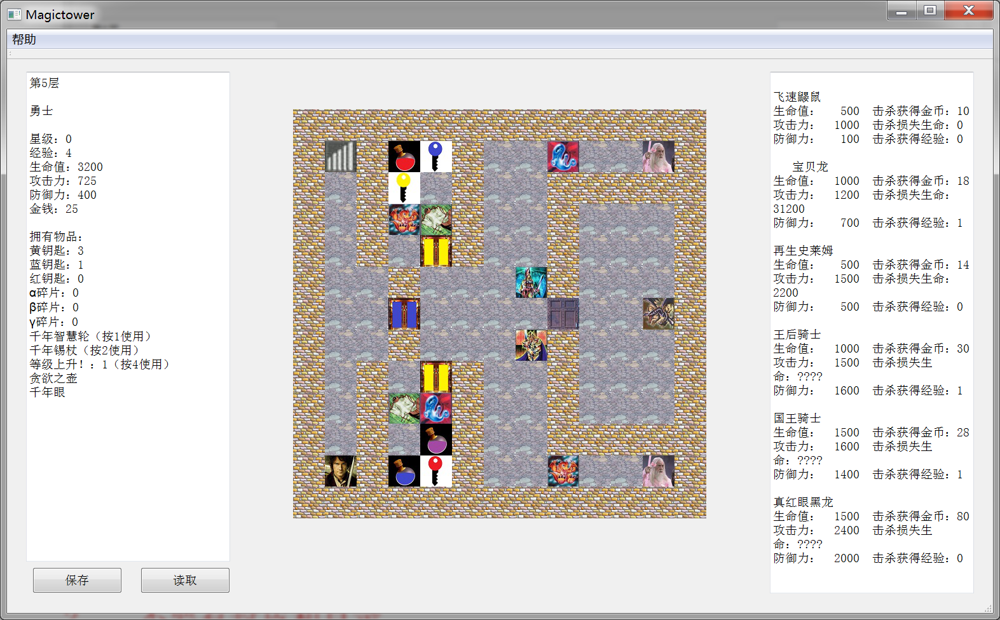 Magictower
帮助
第5层
勇士
星级：0
经验：4
生命值：3200
攻击力：725
防御力：400
金钱：25
拥有物品：
黄钥匙：3
蓝钥匙：1
红钥匙：0
α碎片：0
β碎片：0
γ碎片：0
千年智慧轮（按1使用）
千年锡杖（按2使用）
等级上升！：1（按4使用）
贪欲之壶
千年眼
保存
读取
飞速鼹鼠
生命值： 500 击杀获得金币：10
攻击力： 1000 击杀损失生命：0
防御力： 100 击杀获得经验：0
宝贝龙
生命值： 1000 击杀获得金币：18
攻击力： 1200 击杀损失生命：
31200
防御力： 700 击杀获得经验：1
再生史莱姆
生命值： 500 击杀获得金币：14
攻击力： 1500 击杀损失生命：
2200
防御力： 500 击杀获得经验：0
王后骑士
生命值： 1000 击杀获得金币：30
攻击力： 1500 击杀损失生
命：????
防御力： 1600 击杀获得经验：1
国王骑士
生命值： 1500 击杀获得金币：28
攻击力： 1600 击杀损失生
命：????
防御力： 1400 击杀获得经验：1
真红眼黑龙
生命值： 1500 击杀获得金币：80
攻击力： 2400 击杀损失生
命：????
防御力： 2000 击杀获得经验：0